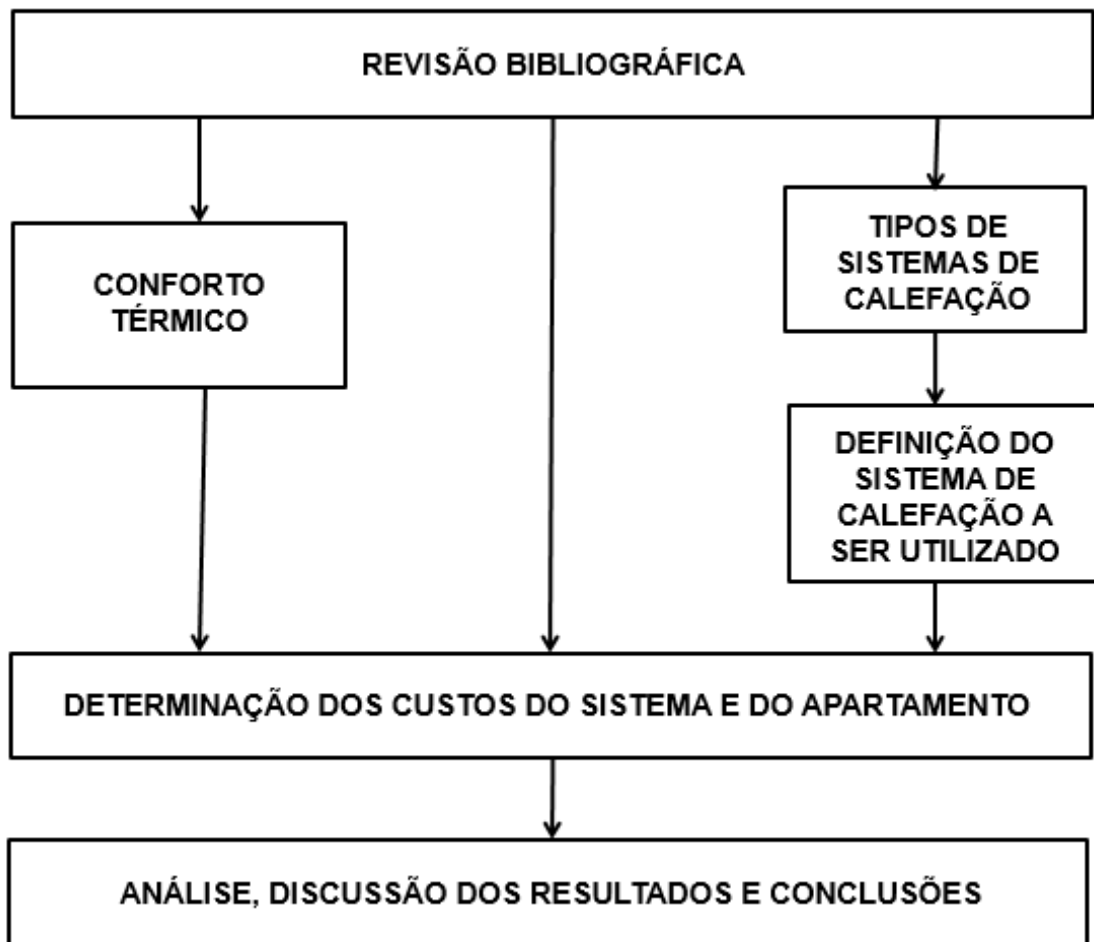 REVISÃO BIBLIOGRÁFICA
CONFORTO
TÉRMICO
TIPOS DE
SISTEMAS DE
CALEFAÇÃO
DEFINIÇÃO DO
SISTEMA DE
CALEFAÇÃO A
SER UTILIZADO
DETERMINAÇÃO DOS CUSTOS DO SISTEMA E DO APARTAMENTO
ANÁLISE, DISCUSSÃO DOS RESULTADOS E CONCLUSÕES